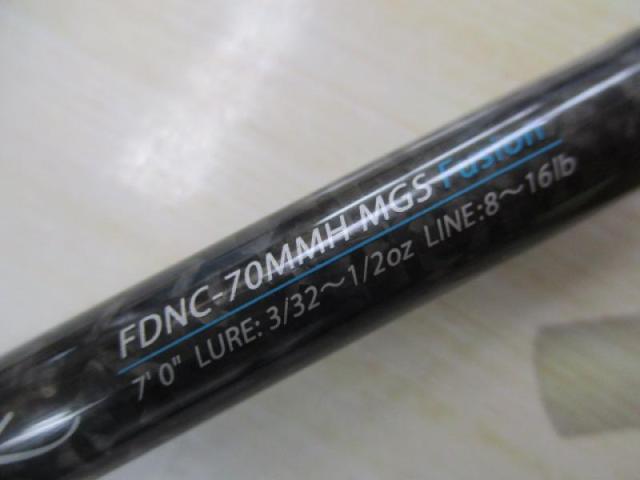 FDNC-70MMH MGS Fusion
7' 0" LURE: 3/32〜1/2oz LINE:8〜16lb